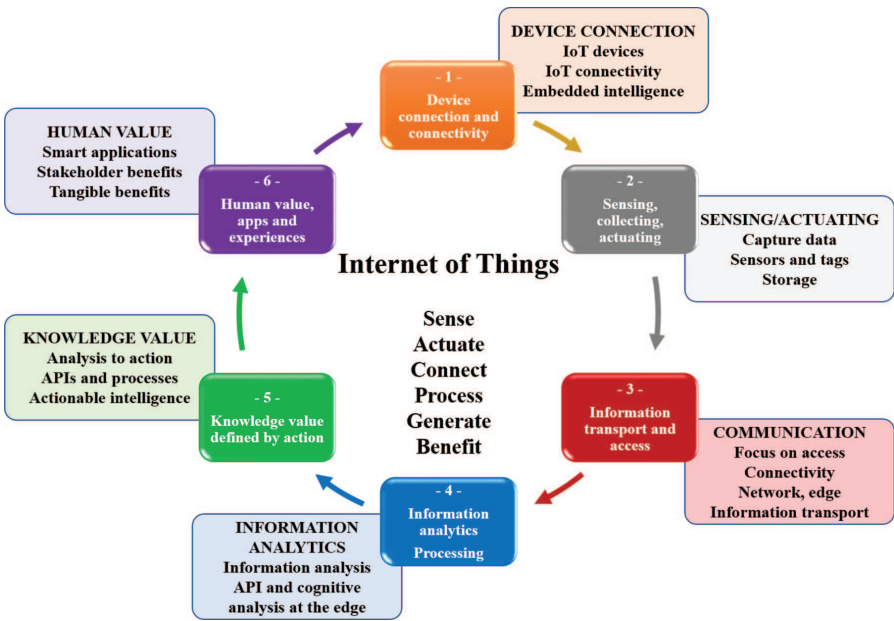 DEVICE CONNECTION
IoT devices
IoT connectivity
Embedded intelligence
- 1 -
Device
connection and
connectivity
HUMAN VALUE
Smart applications
Stakeholder benefits
Tangible benefits
- 6 -
Human value,
apps and
experiences
- 2 -
Sensing,
collecting,
actuating
SENSING/ACTUATING
Capture data
Sensors and tags
Storage
Internet of Things
Sense
Actuate
Connect
Process
Generate
Benefit
KNOWLEDGE VALUE
Analysis to action
APIs and processes
Actionable intelligence
- 5 -
Knowledge value
defined by action
- 3 -
Information
transport and
access
COMMUNICATION
Focus on access
Connectivity
Network, edge
Information transport
- 4 -
Information
analytics
Processing
INFORMATION
ANALYTICS
Information analysis
API and cognitive
analysis at the edge